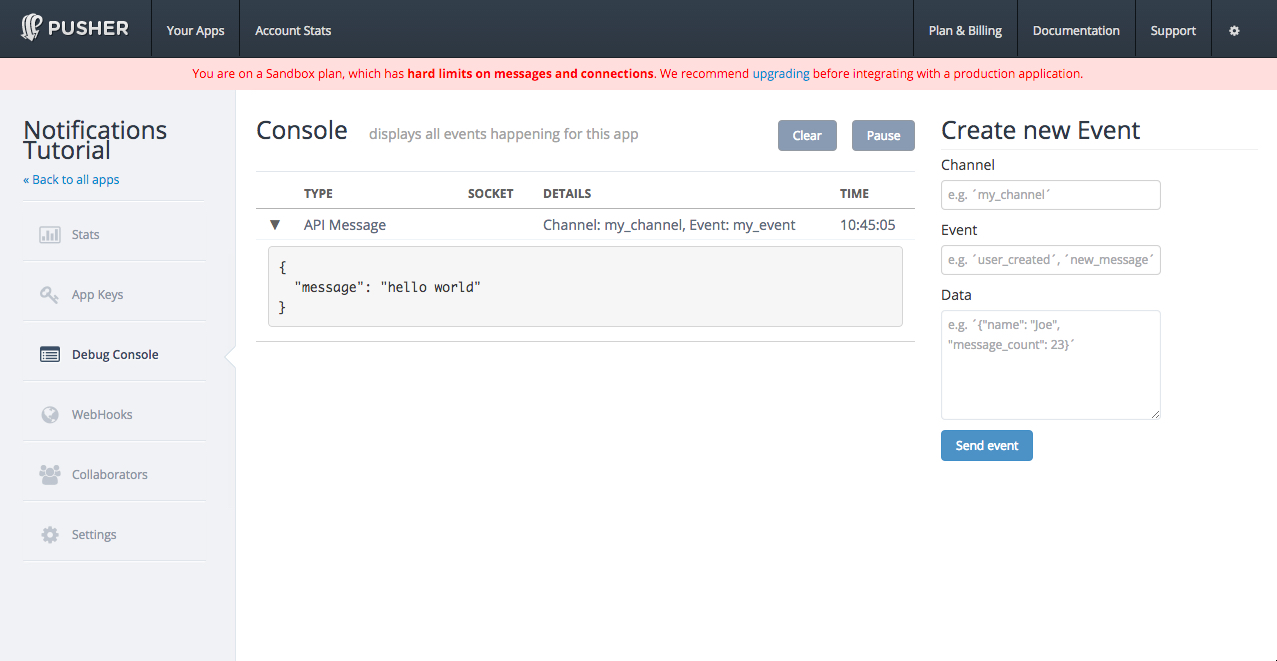 PUSHER
Your Apps
Account Stats
Plan & Billing
Documentation
Support
You are on a Sandbox plan, which has hard limits on messages and connections. We recommend upgrading before integrating with a production application.
Notifications
Tutorial
« Back to all apps
Stats
App Keys
Debug Console
WebHooks
Collaborators
Settings
Console displays all events happening for this app
Clear
Pause
TYPE SOCKET DETAILS TIME
▼ API Message Channel: my_channel, Event: my_event 10:45:05
{
"message": "hello world"
}
Create new Event
Channel
e.g. ´my_channel´
Event
e.g. ´user_created´, ´new_message´
Data
e.g. ´{"name": "Joe",
"message_count": 23}´
Send event